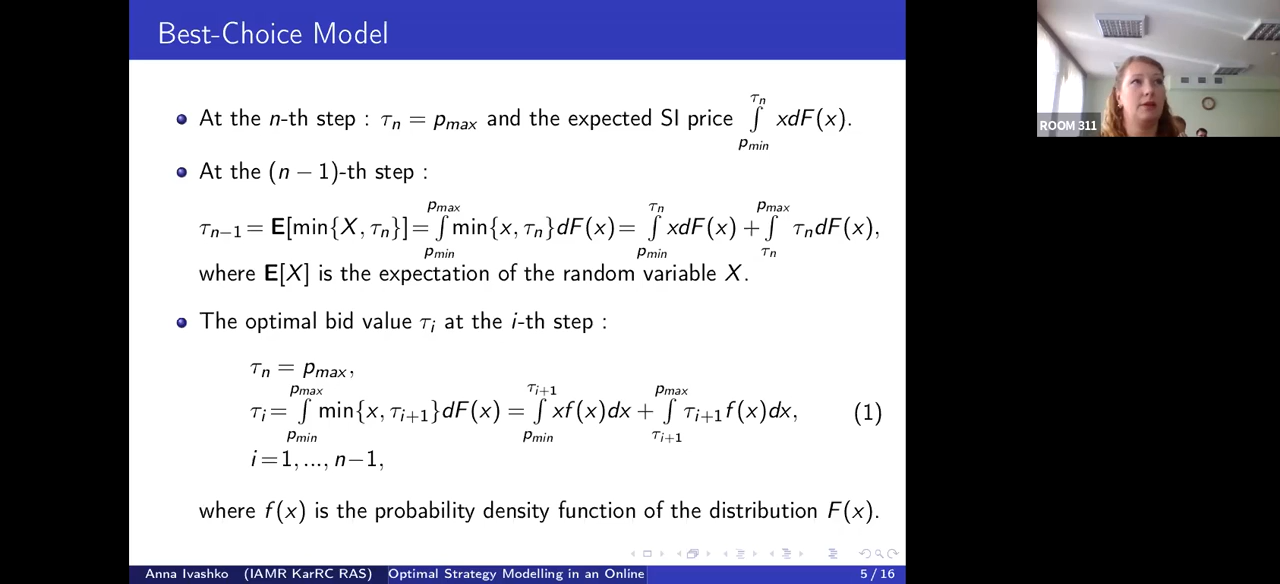 Best-Choice Model
At the n-th step : τₙ = pₘₐₓ and the expected SI price ∫_{p_min}^{τ_n} xdF(x).
At the (n − 1)-th step :
τ_{n−1} = E[min{X, τ_n}] = ∫_{p_min}^{p_max} min{x, τ_n}dF(x) = ∫_{p_min}^{τ_n} xdF(x) + ∫_{τ_n}^{p_max} τ_n dF(x),
where E[X] is the expectation of the random variable X.
The optimal bid value τ_i at the i-th step :
τ_n = p_max,
τ_i = ∫_{p_min}^{p_max} min{x, τ_{i+1}}dF(x) = ∫_{p_min}^{τ_{i+1}} xf(x)dx + ∫_{τ_{i+1}}^{p_max} τ_{i+1}f(x)dx, (1)
i = 1, ..., n−1,
where f(x) is the probability density function of the distribution F(x).
Anna Ivashko (IAMR KarRC RAS) Optimal Strategy Modelling in an Online 5 / 16
ROOM 311